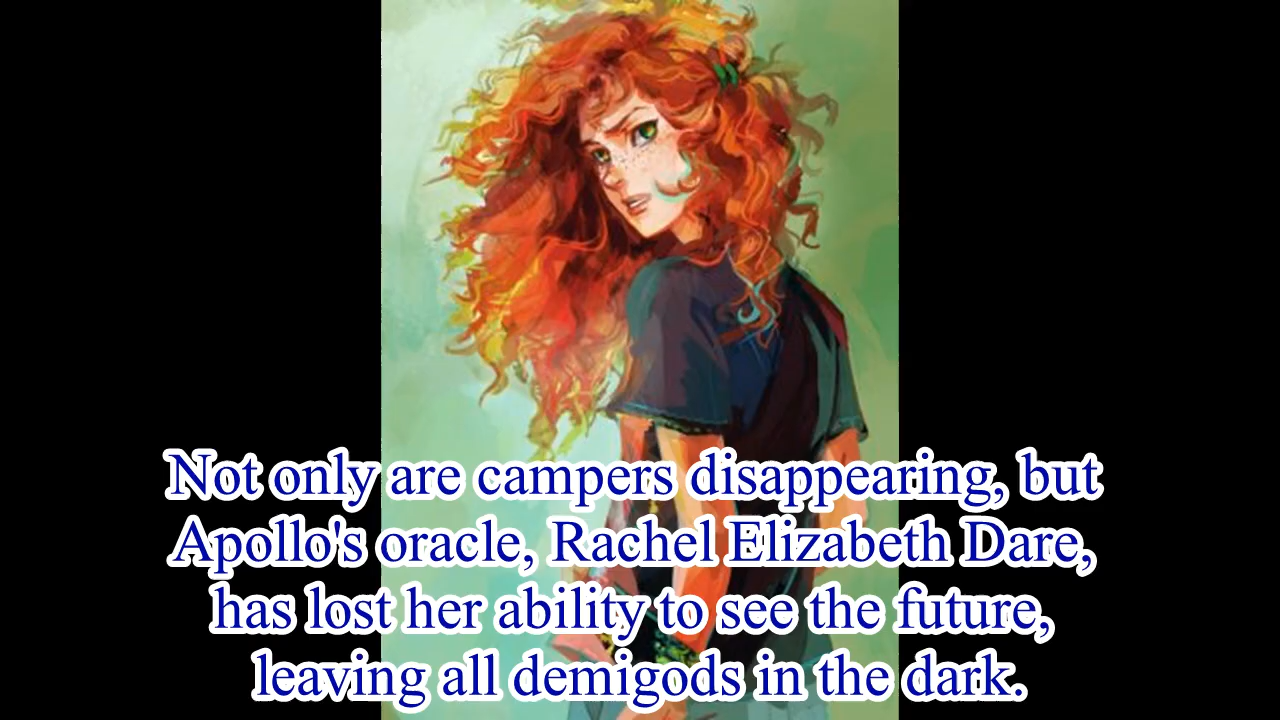 Not only are campers disappearing, but
Apollo's oracle, Rachel Elizabeth Dare,
has lost her ability to see the future,
leaving all demigods in the dark.